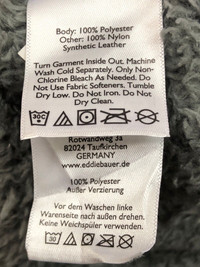 Body: 100% Polyester
Other: 100% Nylon
Synthetic Leather
Turn Garment Inside Out. Machine
Wash Cold Separately. Only Non-
Chlorine Bleach As Needed. Do
Not Use Fabric Softeners. Tumble
Dry Low. Do Not Iron. Do Not
Dry Clean.
30C
Rotwandweg 3a
82024 Taufkirchen
GERMANY
www.eddiebauer.de
100% Polyester
Außer Verzierung
Vor dem Waschen linke
Warenseite nach außen drehen.
Keine Weichspüler verwenden.
30